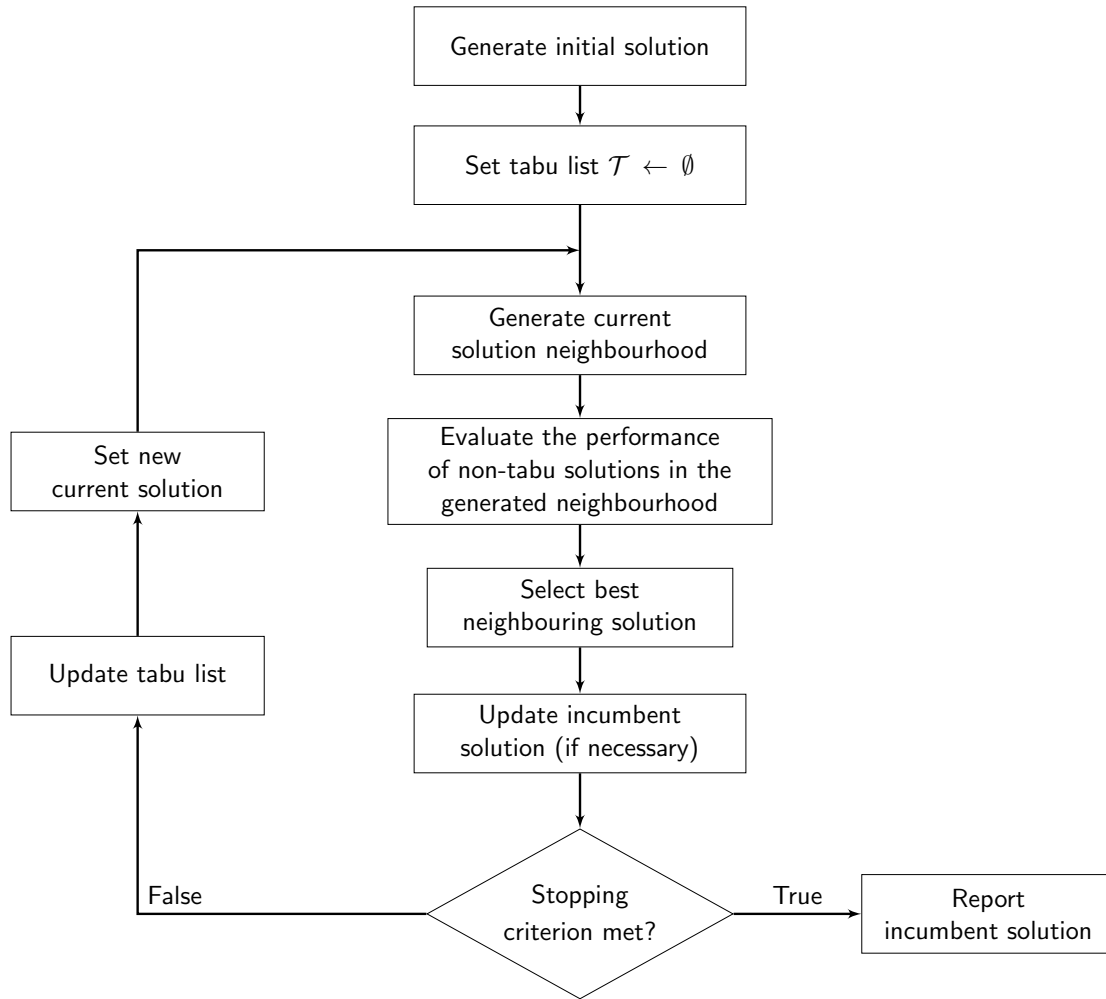 Generate initial solution
Set tabu list 𝒯 ← ∅
Generate current
solution neighbourhood
Evaluate the performance
of non-tabu solutions in the
generated neighbourhood
Set new
current solution
Select best
neighbouring solution
Update tabu list
Update incumbent
solution (if necessary)
False
Stopping
criterion met?
True
Report
incumbent solution